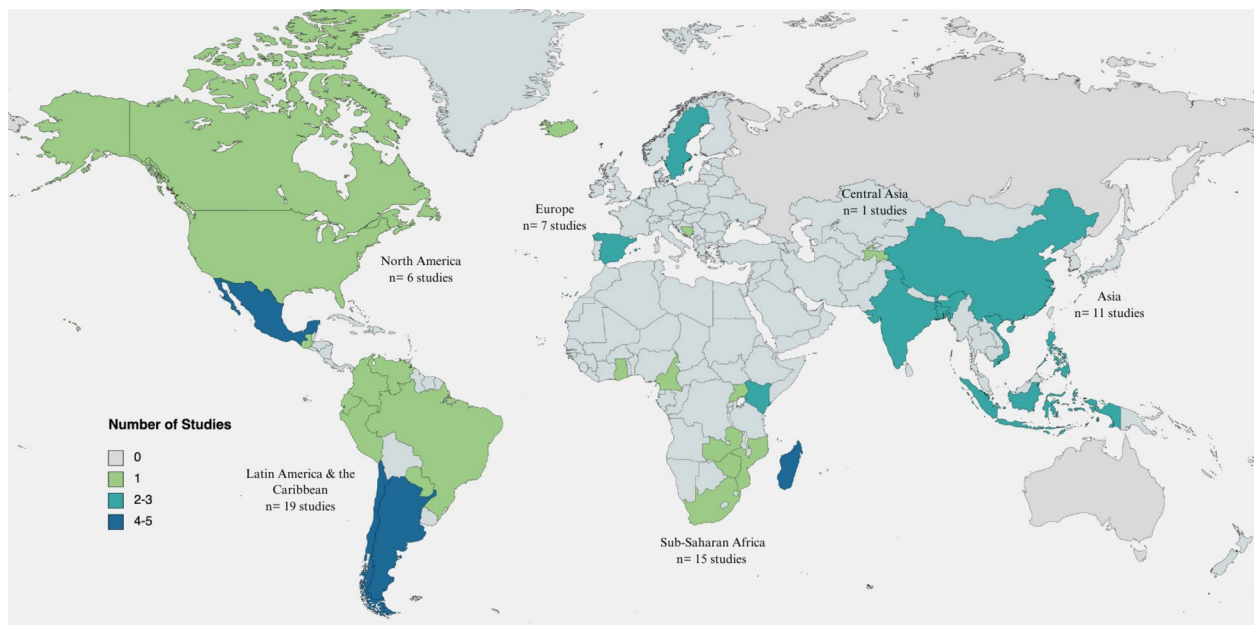 Central Asia
n= 1 studies
Europe
n= 7 studies
North America
n= 6 studies
Asia
n= 11 studies
Number of Studies
0
1
2-3
4-5
Latin America & the
Caribbean
n= 19 studies
Sub-Saharan Africa
n= 15 studies